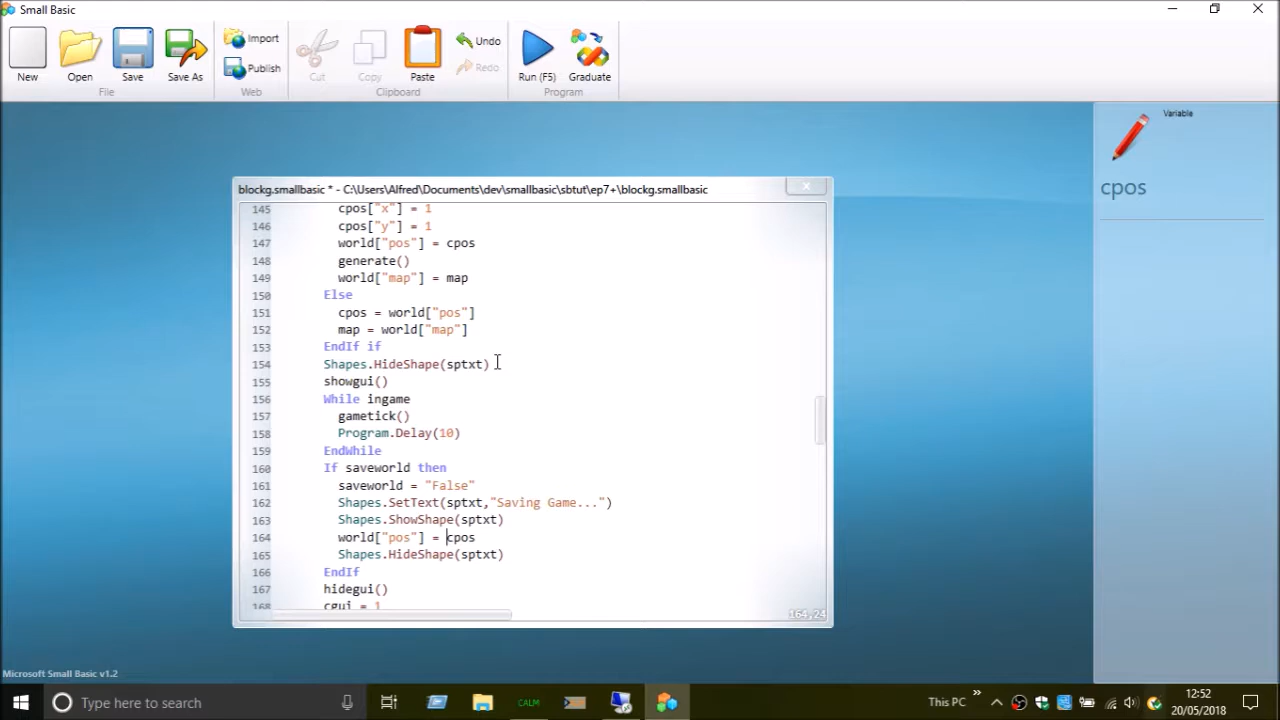 Small Basic
New
Open
Save
Save As
Import
Publish
Cut
Copy
Paste
Undo
Redo
Run (F5)
Graduate
File
Web
Clipboard
Program
Variable
cpos
blockg.smallbasic * - C:\Users\Alfred\Documents\dev\smallbasic\sbtut\ep7+\blockg.smallbasic
145 cpos["x"] = 1
146 cpos["y"] = 1
147 world["pos"] = cpos
148 generate()
149 world["map"] = map
150 Else
151 cpos = world["pos"]
152 map = world["map"]
153 EndIf if
154 Shapes.HideShape(sptxt)
155 showgui()
156 While ingame
157 gametick()
158 Program.Delay(10)
159 EndWhile
160 If saveworld then
161 saveworld = "False"
162 Shapes.SetText(sptxt,"Saving Game...")
163 Shapes.ShowShape(sptxt)
164 world["pos"] = cpos
165 Shapes.HideShape(sptxt)
166 EndIf
167 hidegui()
168 cgui = 1
164,24
Microsoft Small Basic v1.2
Type here to search
CALM
This PC
12:52
20/05/2018